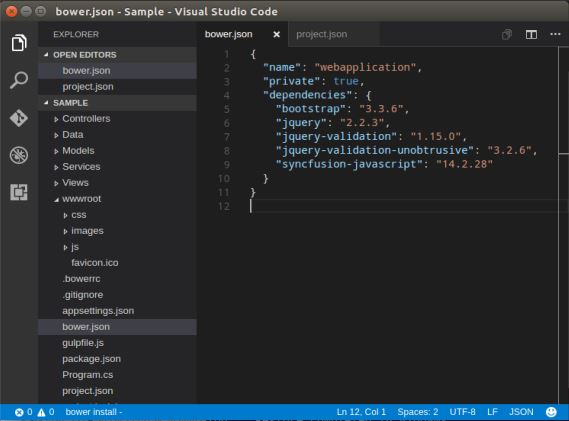 bower.json - Sample - Visual Studio Code
EXPLORER
OPEN EDITORS
bower.json
project.json
SAMPLE
Controllers
Data
Models
Services
Views
wwwroot
css
images
js
favicon.ico
.bowerrc
.gitignore
appsettings.json
bower.json
gulpfile.js
package.json
Program.cs
project.json
bower.json project.json
1 {
2 "name": "webapplication",
3 "private": true,
4 "dependencies": {
5 "bootstrap": "3.3.6",
6 "jquery": "2.2.3",
7 "jquery-validation": "1.15.0",
8 "jquery-validation-unobtrusive": "3.2.6",
9 "syncfusion-javascript": "14.2.28"
10 }
11 }
12
0 0 bower install - Ln 12, Col 1 Spaces: 2 UTF-8 LF JSON